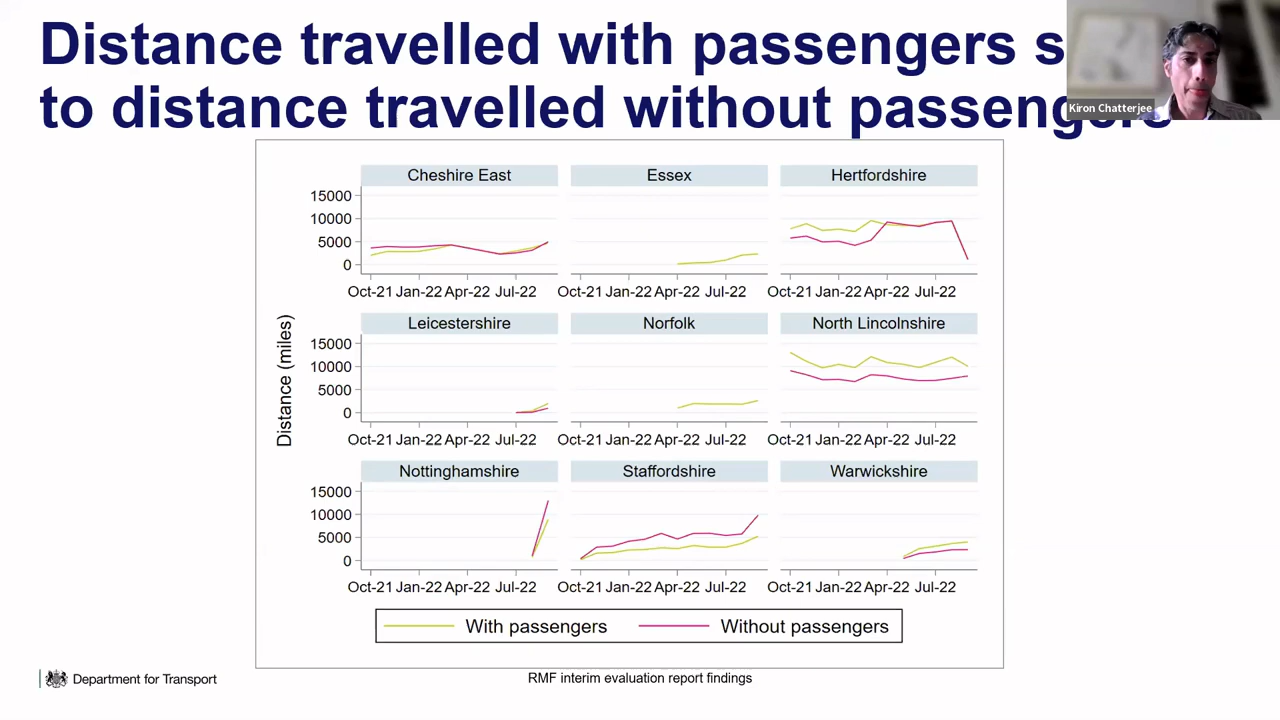 Distance travelled with passengers s
to distance travelled without passengers
Kiron Chatterjee
Cheshire East Essex Hertfordshire
15000
10000
5000
0
Oct-21 Jan-22 Apr-22 Jul-22 Oct-21 Jan-22 Apr-22 Jul-22 Oct-21 Jan-22 Apr-22 Jul-22
Leicestershire Norfolk North Lincolnshire
15000
10000
5000
0
Oct-21 Jan-22 Apr-22 Jul-22 Oct-21 Jan-22 Apr-22 Jul-22 Oct-21 Jan-22 Apr-22 Jul-22
Distance (miles)
Nottinghamshire Staffordshire Warwickshire
15000
10000
5000
0
Oct-21 Jan-22 Apr-22 Jul-22 Oct-21 Jan-22 Apr-22 Jul-22 Oct-21 Jan-22 Apr-22 Jul-22
With passengers Without passengers
Department for Transport
RMF interim evaluation report findings